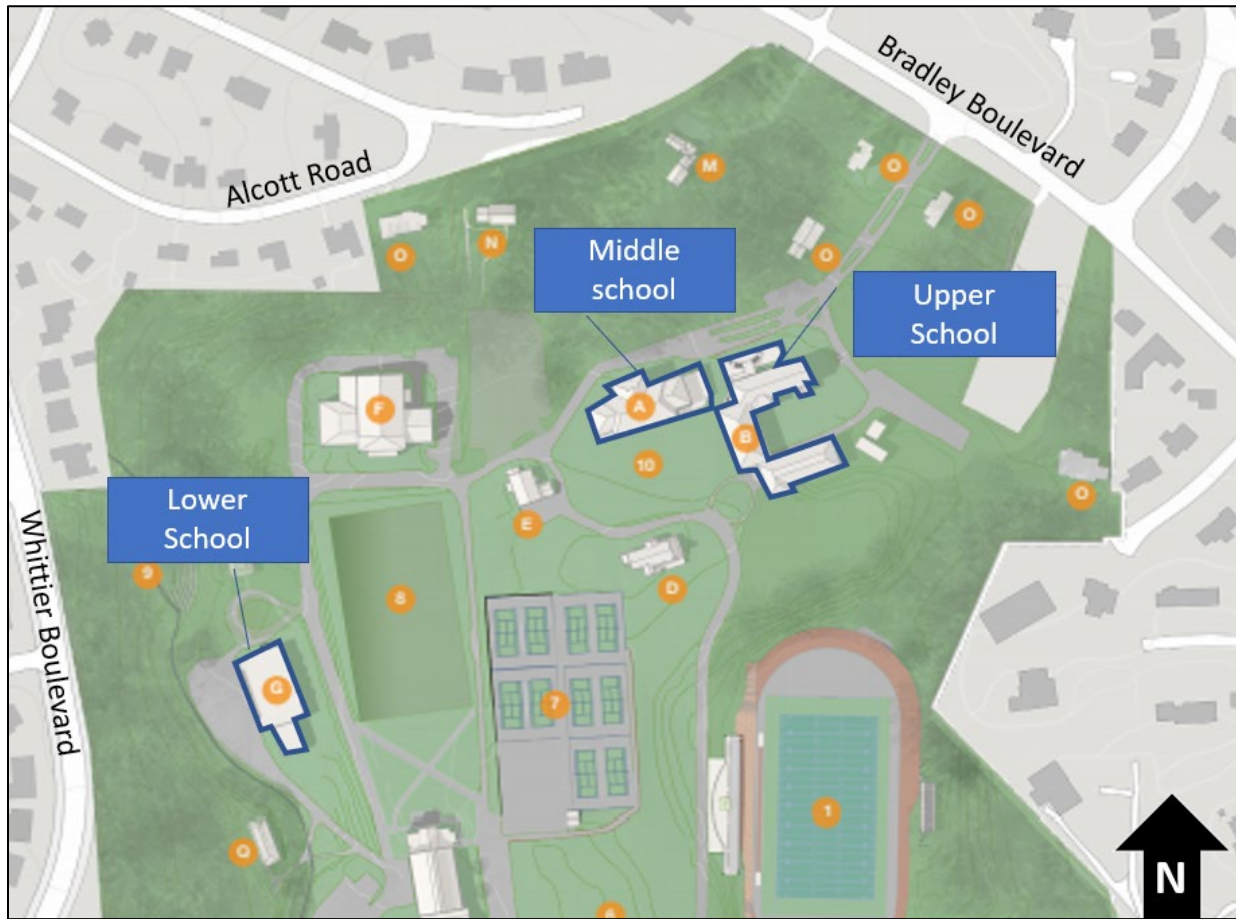 Bradley Boulevard
Alcott Road
M
O
O
O
N
O
Middle
school
Upper
School
F
A
B
10
O
E
Lower
School
Whittier Boulevard
9
8
D
G
7
1
Q
N